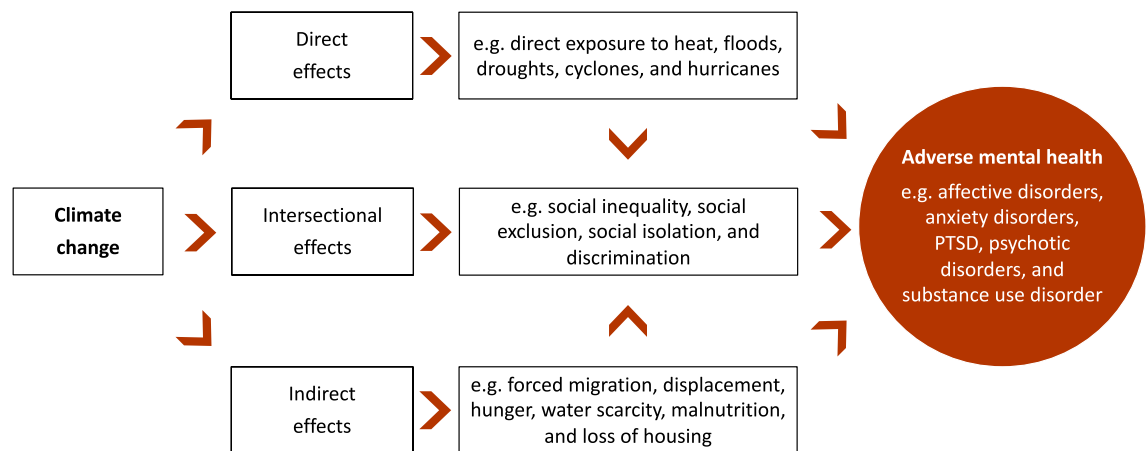 Direct
effects
e.g. direct exposure to heat, floods,
droughts, cyclones, and hurricanes
Climate
change
Intersectional
effects
e.g. social inequality, social
exclusion, social isolation, and
discrimination
Adverse mental health
e.g. affective disorders,
anxiety disorders,
PTSD, psychotic
disorders, and
substance use disorder
Indirect
effects
e.g. forced migration, displacement,
hunger, water scarcity, malnutrition,
and loss of housing